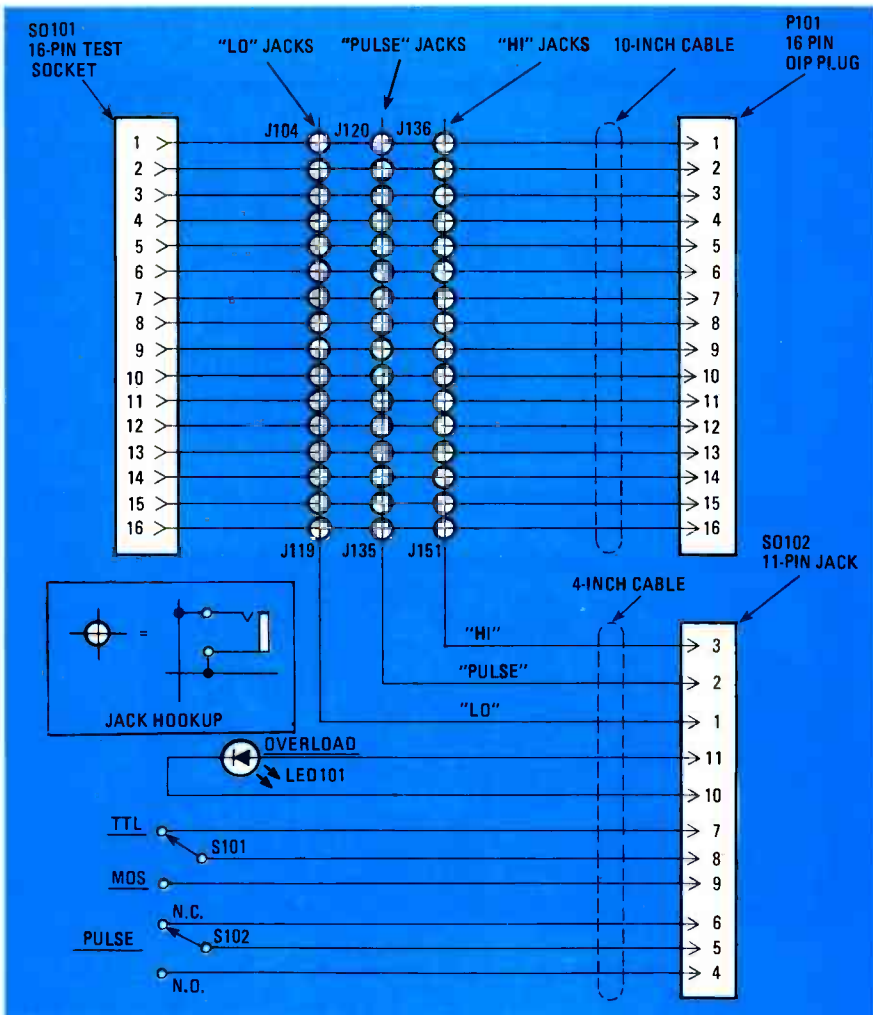 SO101
16-PIN TEST
SOCKET
"LO" JACKS
"PULSE" JACKS
"HI" JACKS
10-INCH CABLE
P101
16 PIN
DIP PLUG
J104
J120
J136
1
2
3
4
5
6
7
8
9
10
11
12
13
14
15
16
1
2
3
4
5
6
7
8
9
10
11
12
13
14
15
16
J119
J135
J151
SO102
11-PIN JACK
4-INCH CABLE
=
JACK HOOKUP
"HI"
3
"PULSE"
2
"LO"
1
OVERLOAD
LED101
11
10
TTL
S101
MOS
7
8
9
N.C.
PULSE
S102
N.O.
6
5
4